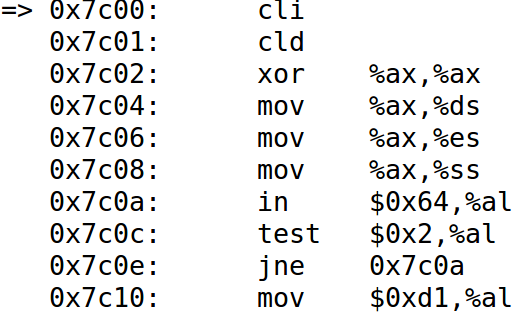 => 0x7c00:      cli
   0x7c01:      cld
   0x7c02:      xor    %ax,%ax
   0x7c04:      mov    %ax,%ds
   0x7c06:      mov    %ax,%es
   0x7c08:      mov    %ax,%ss
   0x7c0a:      in     $0x64,%al
   0x7c0c:      test   $0x2,%al
   0x7c0e:      jne    0x7c0a
   0x7c10:      mov    $0xd1,%al